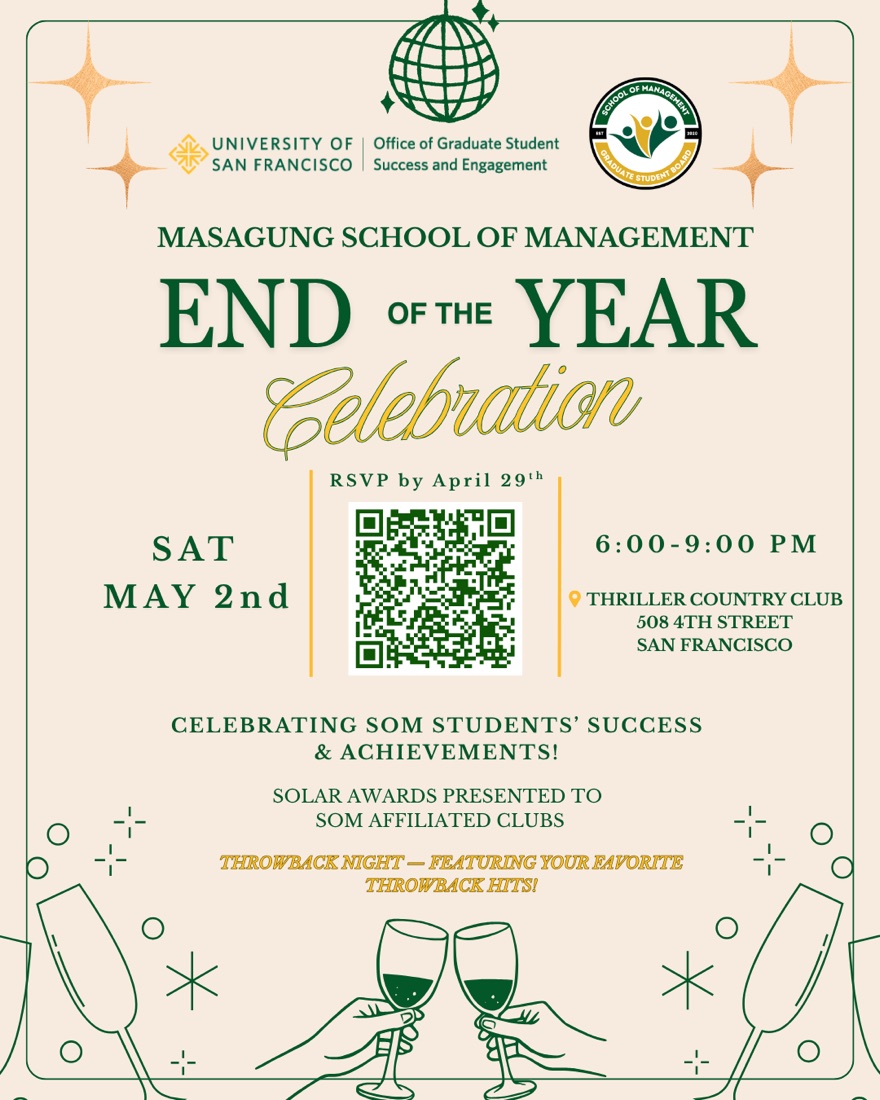 UNIVERSITY OF
SAN FRANCISCO
Office of Graduate Student
Success and Engagement
SCHOOL OF MANAGEMENT
EST 2010
GRADUATE STUDENT BOARD
MASAGUNG SCHOOL OF MANAGEMENT
END OF THE YEAR
Celebration
RSVP by April 29th
SAT
MAY 2nd
6:00-9:00 PM
THRILLER COUNTRY CLUB
508 4TH STREET
SAN FRANCISCO
CELEBRATING SOM STUDENTS' SUCCESS
& ACHIEVEMENTS!
SOLAR AWARDS PRESENTED TO
SOM AFFILIATED CLUBS
THROWBACK NIGHT — FEATURING YOUR FAVORITE
THROWBACK HITS!